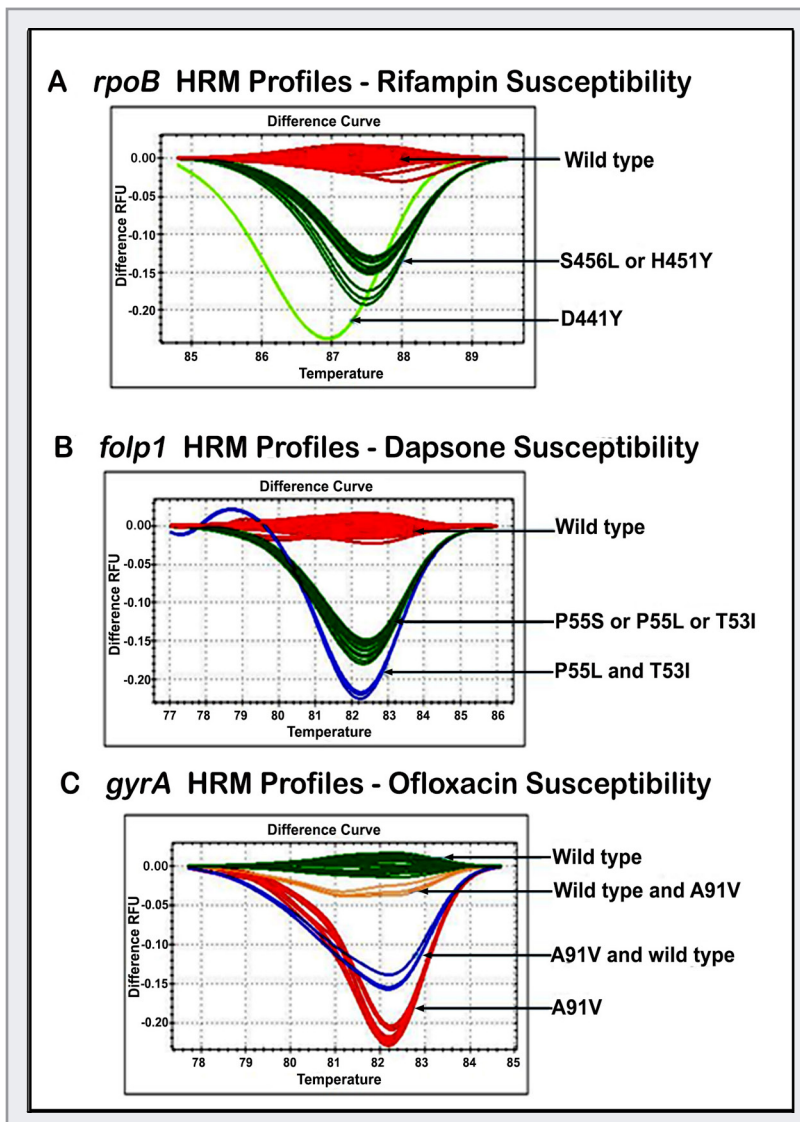 A rpoB HRM Profiles - Rifampin Susceptibility
Difference Curve
Difference RFU
0.00
-0.05
-0.10
-0.15
-0.20
Wild type
S456L or H451Y
D441Y
85 86 87 88 89
Temperature
B folp1 HRM Profiles - Dapsone Susceptibility
Difference Curve
Difference RFU
0.00
-0.05
-0.10
-0.15
-0.20
Wild type
P55S or P55L or T53I
P55L and T53I
77 78 79 80 81 82 83 84 85 86
Temperature
C gyrA HRM Profiles - Ofloxacin Susceptibility
Difference Curve
Difference RFU
0.00
-0.05
-0.10
-0.15
-0.20
Wild type
Wild type and A91V
A91V and wild type
A91V
78 79 80 81 82 83 84 85
Temperature